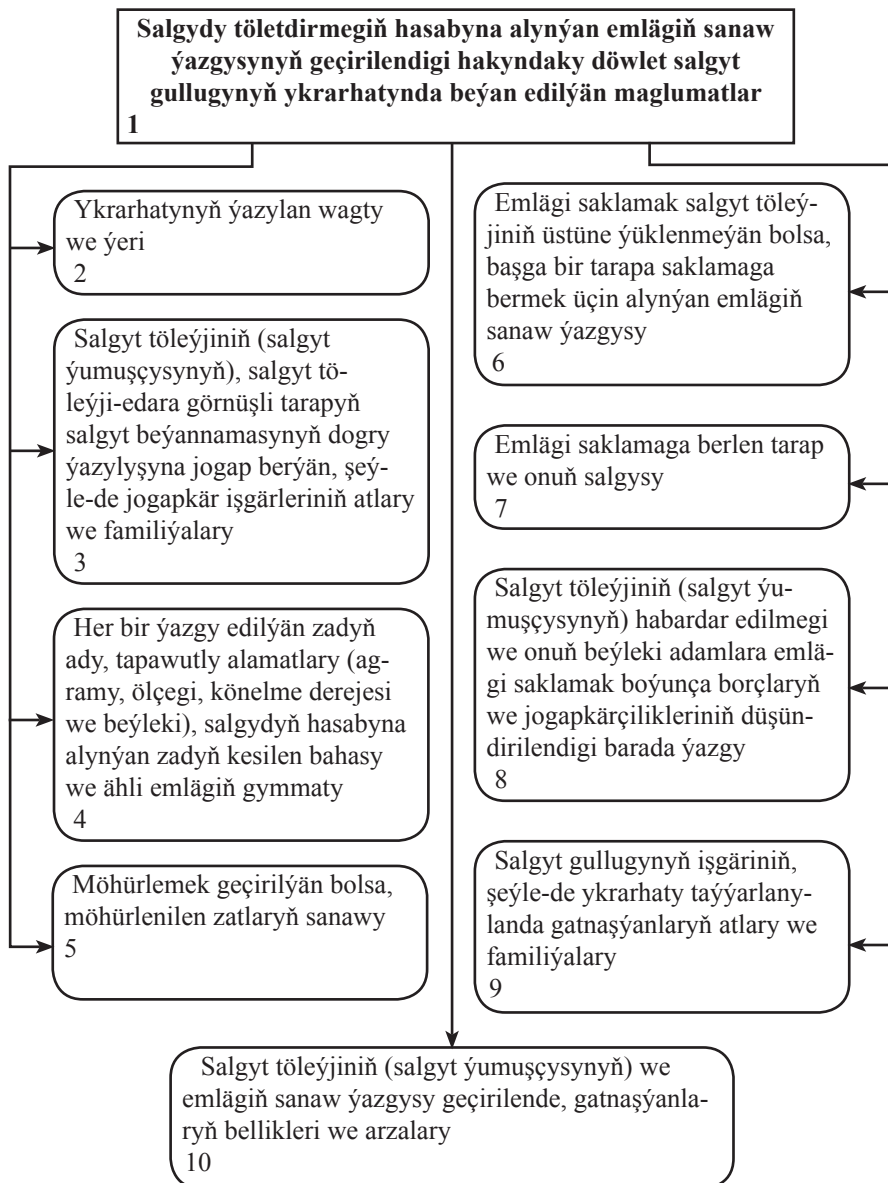 Salgydy töletdirmegiň hasabyna alynýan emlägiň sanaw
ýazgysynyň geçirilendigi hakyndaky döwlet salgyt
gullugynyň ykrarhatynda beýan edilýän maglumatlar
1
Ykrarhatynyň ýazylan wagty
we ýeri
2
Salgyt töleýjiniň (salgyt
ýumuşçysynyň), salgyt tö-
leýji-edara görnüşli tarapyň
salgyt beýannamasynyň dogry
ýazylyşyna jogap berýän, şeý-
le-de jogapkär işgärleriniň atlary
we familiýalary
3
Her bir ýazgy edilýän zadyň
ady, tapawutly alamatlary (ag-
ramy, ölçegi, könelme derejesi
we beýleki), salgydyň hasabyna
alynýan zadyň kesilen bahasy
we ähli emlägiň gymmaty
4
Möhürlemek geçirilýän bolsa,
möhürlenilen zatlaryň sanawy
5
Emlägi saklamak salgyt töleý-
jiniň üstüne ýüklenmeýän bolsa,
başga bir tarapa saklamaga
bermek üçin alynýan emlägiň
sanaw ýazgysy
6
Emlägi saklamaga berlen tarap
we onuň salgysy
7
Salgyt töleýjiniň (salgyt ýu-
muşçysynyň) habardar edilmegi
we onuň beýleki adamlara emlä-
gi saklamak boýunça borçlaryň
we jogapkärçilikleriniň düşün-
dirilendigi barada ýazgy
8
Salgyt gullugynyň işgäriniň,
şeýle-de ykrarhaty taýýarlany-
landa gatnaşýanlaryň atlary we
familiýalary
9
Salgyt töleýjiniň (salgyt ýumuşçysynyň) we
emlägiň sanaw ýazgysy geçirilende, gatnaşýanla-
ryň bellikleri we arzalary
10